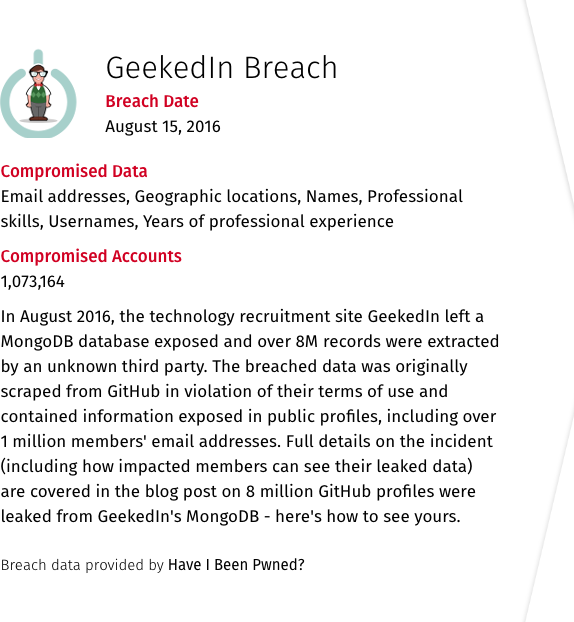 GeekedIn Breach
Breach Date
August 15, 2016
Compromised Data
Email addresses, Geographic locations, Names, Professional
skills, Usernames, Years of professional experience
Compromised Accounts
1,073,164
In August 2016, the technology recruitment site GeekedIn left a
MongoDB database exposed and over 8M records were extracted
by an unknown third party. The breached data was originally
scraped from GitHub in violation of their terms of use and
contained information exposed in public profiles, including over
1 million members' email addresses. Full details on the incident
(including how impacted members can see their leaked data)
are covered in the blog post on 8 million GitHub profiles were
leaked from GeekedIn's MongoDB - here's how to see yours.
Breach data provided by Have I Been Pwned?